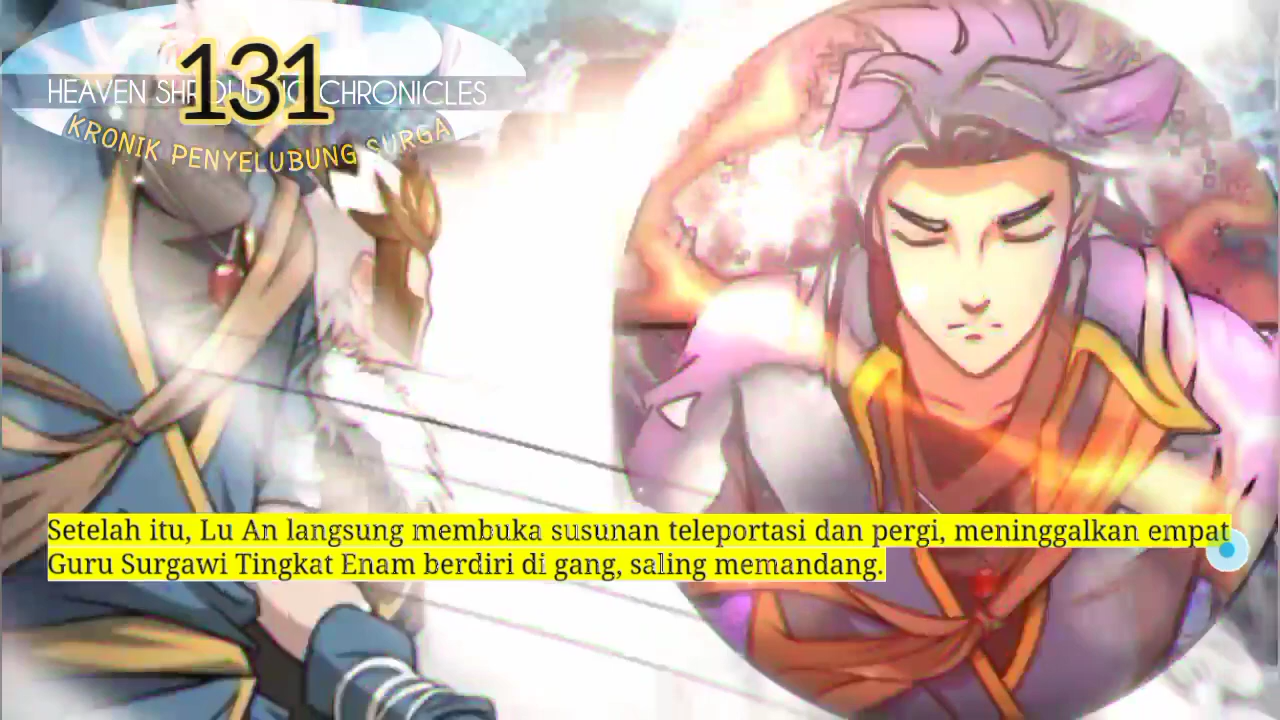 131
HEAVEN SHROUDING CHRONICLES
KRONIK PENYELUBUNG SURGA
Setelah itu, Lu An langsung membuka susunan teleportasi dan pergi, meninggalkan empat
Guru Surgawi Tingkat Enam berdiri di gang, saling memandang.